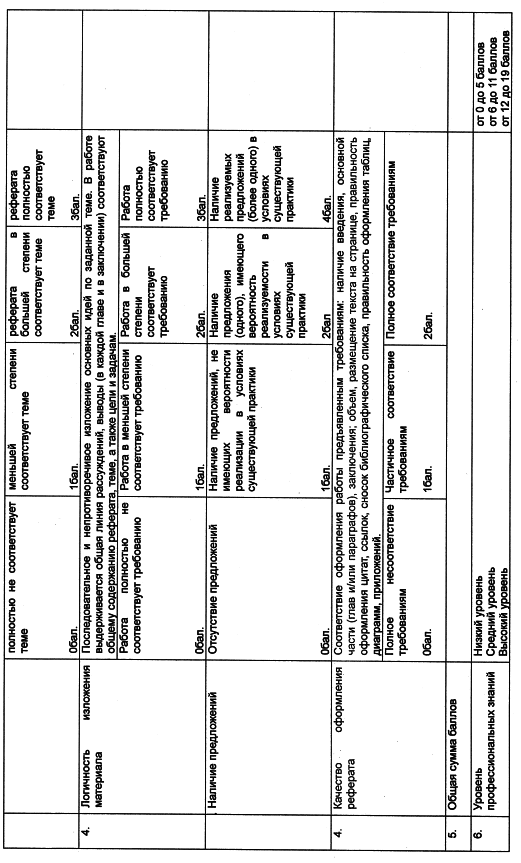 полностью не соответствует
теме
0бал.
меньшей степени
соответствует теме
1бал.
реферата в
большей степени
соответствует теме
2бал.
реферата
полностью
соответствует
теме
3бал.
4.
Логичность изложения
материала
Последовательное и непротиворечивое изложение основных идей по заданной теме. В работе
выдерживается общая линия рассуждений, выводы (в каждой главе и в заключении) соответствуют
общему содержанию реферата, теме, а также цели и задачам.
Работа полностью не
соответствует требованию
0бал.
Работа в меньшей степени
соответствует требованию
1бал.
Работа в большей
степени
соответствует
требованию
2бал.
Работа
полностью
соответствует
требованию
3бал.
Наличие предложений
Отсутствие предложений
0бал.
Наличие предложений, не
имеющих вероятности
реализации в условиях
существующей практики
1бал.
Наличие
предложения
(одного), имеющего
вероятность
реализуемости в
условиях
существующей
практики
2бал
Наличие
реализуемых
предложений
(более одного) в
условиях
существующей
практики
4бал.
4.
Качество оформления
реферата
Соответствие оформления работы предъявленным требованиям: наличие введения, основной
части (глав и/или параграфов), заключения; объем, размещение текста на странице, правильность
оформления цитат, ссылок, сносок библиографического списка, правильность оформления таблиц,
диаграмм, приложений.
Полное несоответствие
требованиям
0бал.
Частичное соответствие
требованиям
1бал.
Полное соответствие требованиям
2бал.
5.
Общая сумма баллов
6.
Уровень
профессиональных знаний
Низкий уровень
Средний уровень
Высокий уровень
от 0 до 5 баллов
от 6 до 11 баллов
от 12 до 19 баллов